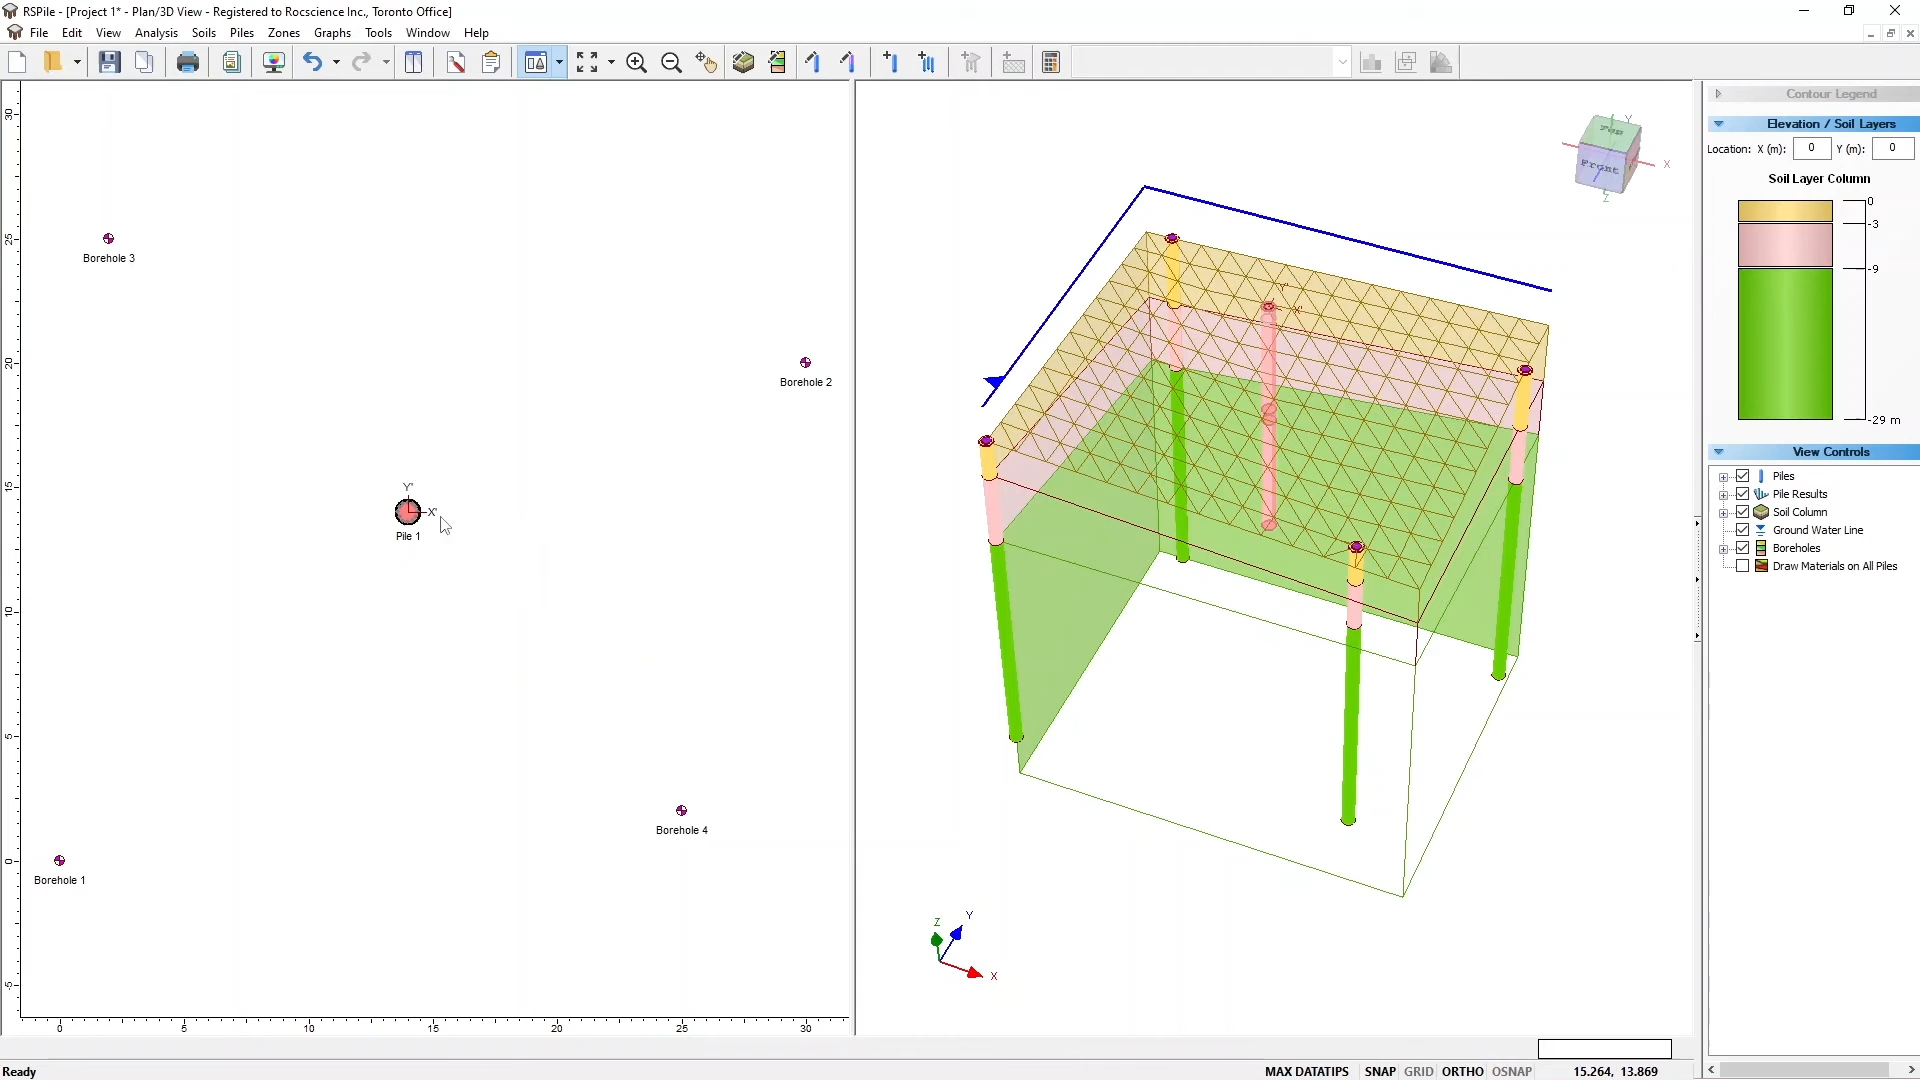 RSPile - [Project 1* - Plan/3D View - Registered to Rocscience Inc., Toronto Office]
File Edit View Analysis Soils Piles Zones Graphs Tools Window Help
Contour Legend
Elevation / Soil Layers
Location: X (m): 0 Y (m): 0
Soil Layer Column
0
-3
-9
-29 m
View Controls
Piles
Pile Results
Soil Column
Ground Water Line
Boreholes
Draw Materials on All Piles
30
25
20
15
10
5
0
-5
0 5 10 15 20 25 30
Borehole 3
Borehole 2
Y'
X'
Pile 1
Borehole 4
Borehole 1
Y
Top
Front
X
Z
Y'
X'
Z
Y
X
Ready
MAX DATATIPS SNAP GRID ORTHO OSNAP 15.264, 13.869